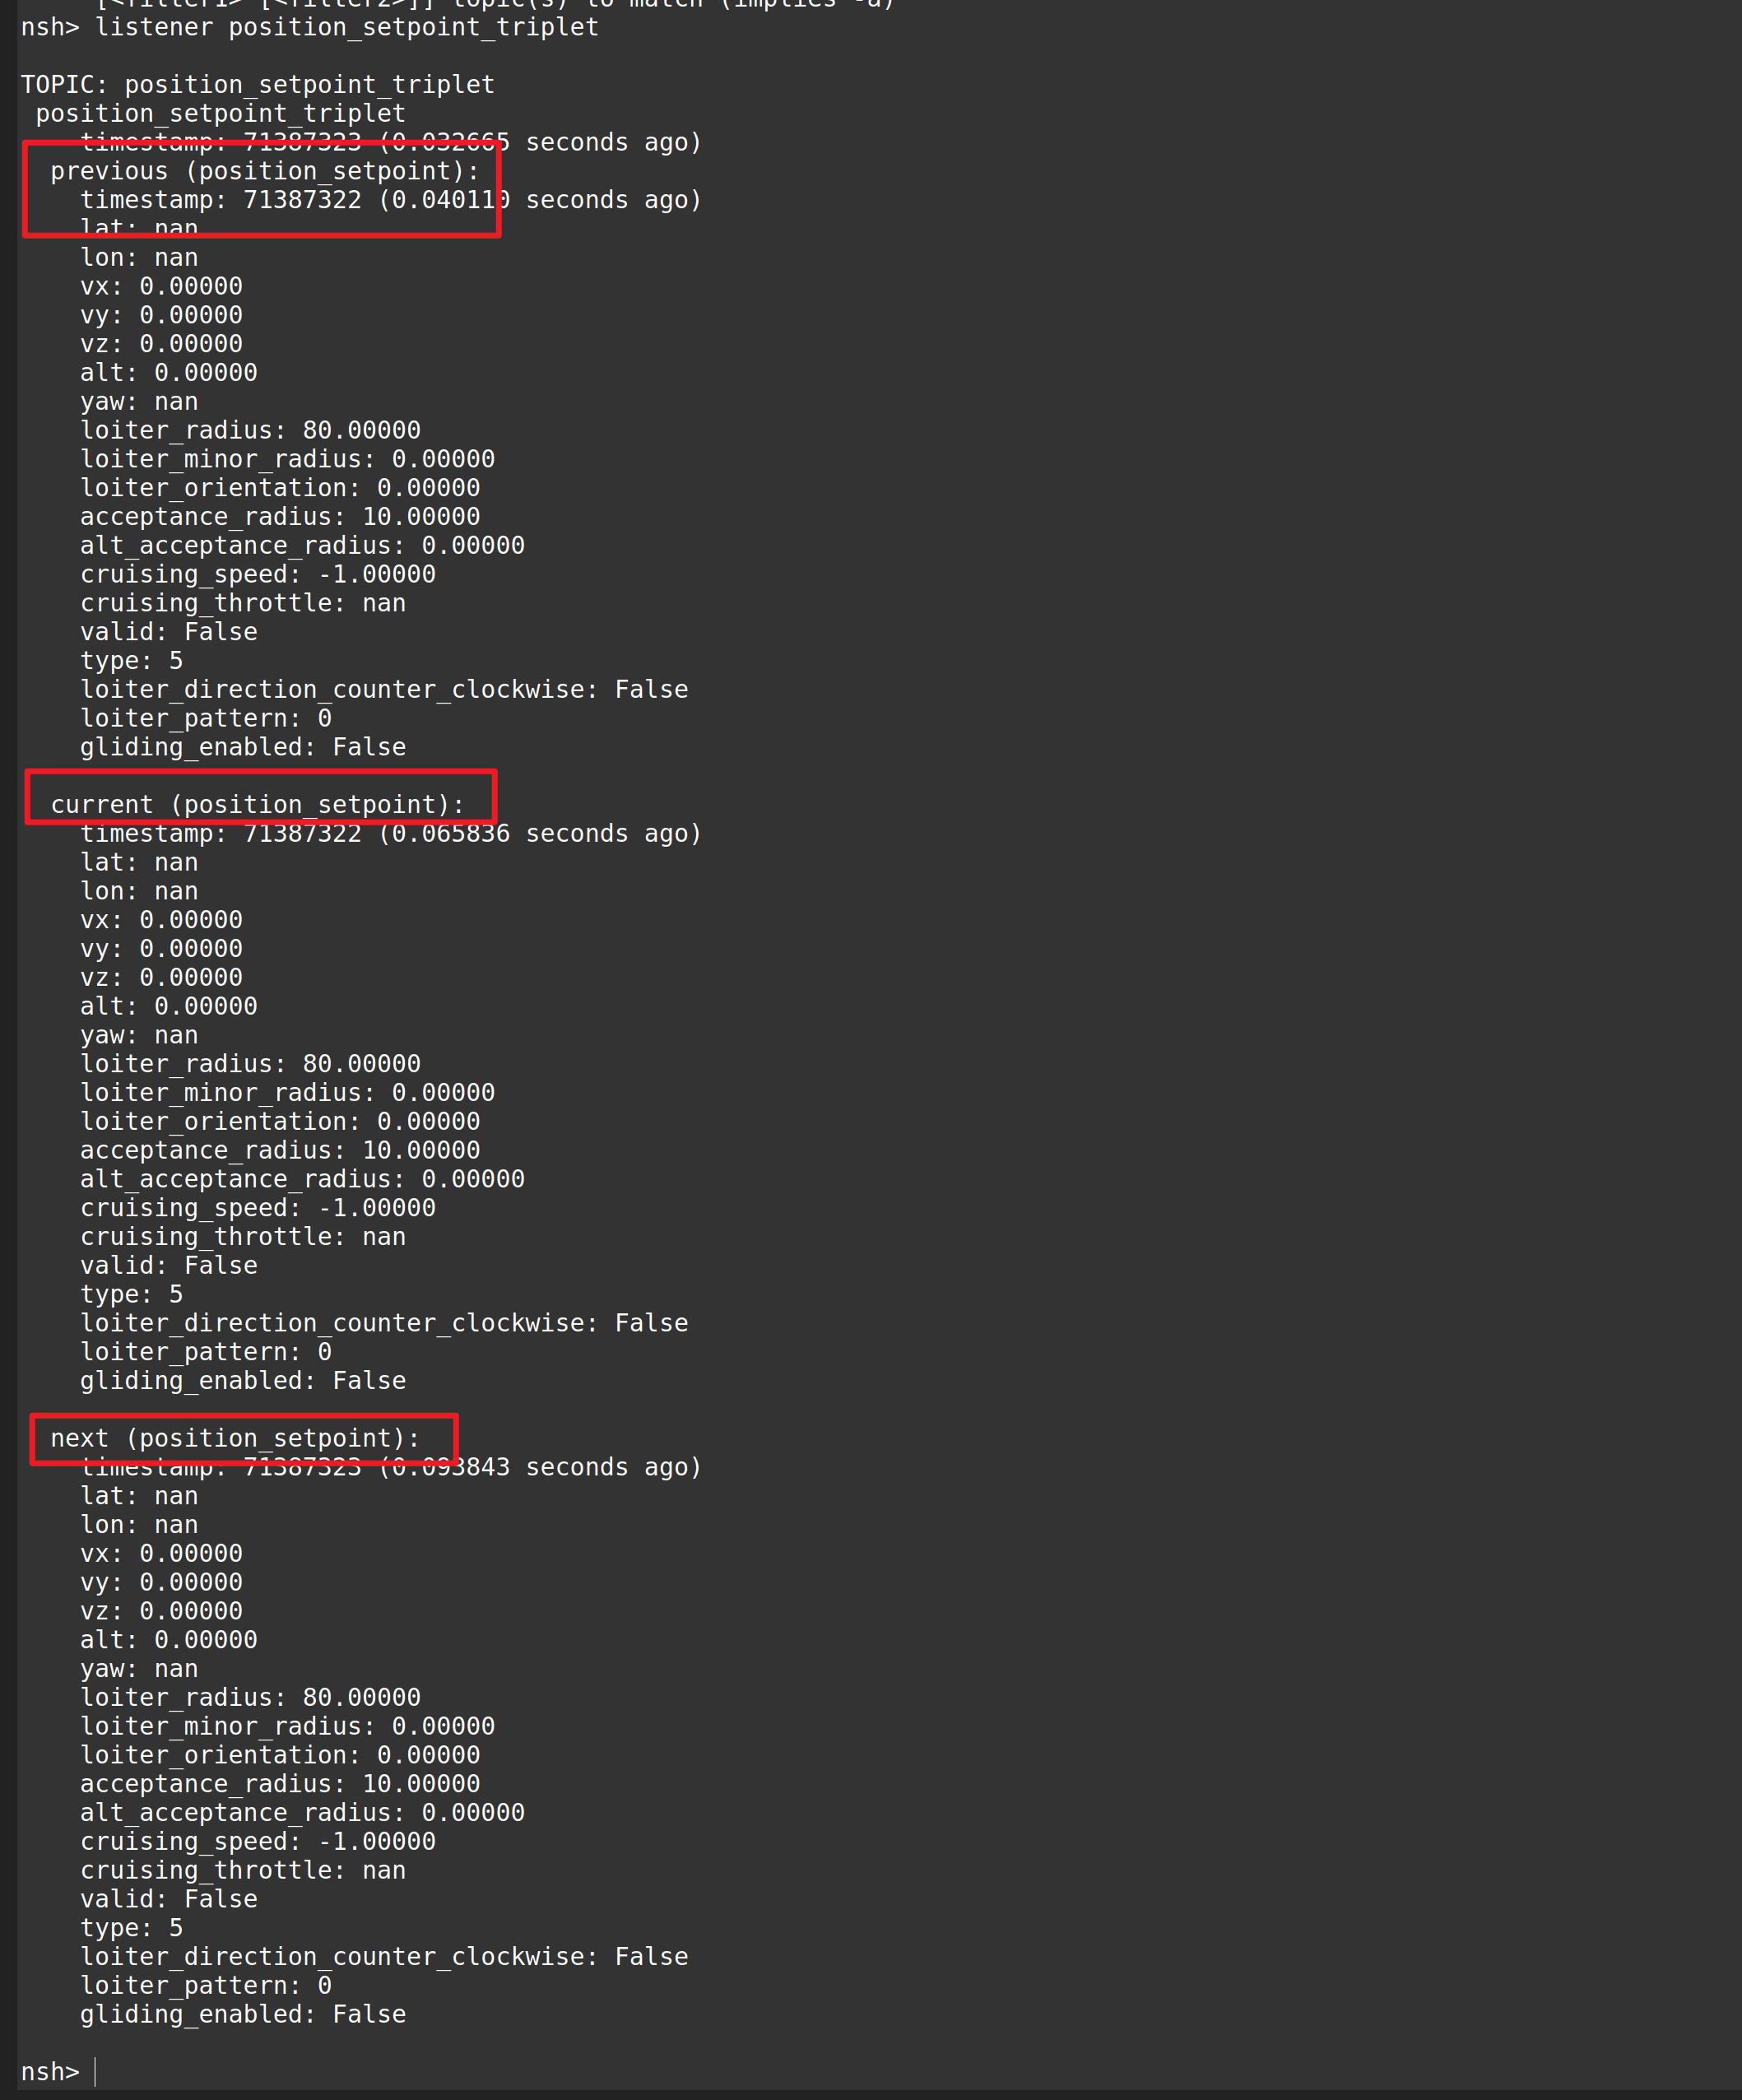 [<filter1> [<filter2>]] topic(s) to match (implies -a)
nsh> listener position_setpoint_triplet
TOPIC: position_setpoint_triplet
position_setpoint_triplet
timestamp: 71387323 (0.032665 seconds ago)
previous (position_setpoint):
timestamp: 71387322 (0.040110 seconds ago)
lat: nan
lon: nan
vx: 0.00000
vy: 0.00000
vz: 0.00000
alt: 0.00000
yaw: nan
loiter_radius: 80.00000
loiter_minor_radius: 0.00000
loiter_orientation: 0.00000
acceptance_radius: 10.00000
alt_acceptance_radius: 0.00000
cruising_speed: -1.00000
cruising_throttle: nan
valid: False
type: 5
loiter_direction_counter_clockwise: False
loiter_pattern: 0
gliding_enabled: False
current (position_setpoint):
timestamp: 71387322 (0.065836 seconds ago)
lat: nan
lon: nan
vx: 0.00000
vy: 0.00000
vz: 0.00000
alt: 0.00000
yaw: nan
loiter_radius: 80.00000
loiter_minor_radius: 0.00000
loiter_orientation: 0.00000
acceptance_radius: 10.00000
alt_acceptance_radius: 0.00000
cruising_speed: -1.00000
cruising_throttle: nan
valid: False
type: 5
loiter_direction_counter_clockwise: False
loiter_pattern: 0
gliding_enabled: False
next (position_setpoint):
timestamp: 71387323 (0.093843 seconds ago)
lat: nan
lon: nan
vx: 0.00000
vy: 0.00000
vz: 0.00000
alt: 0.00000
yaw: nan
loiter_radius: 80.00000
loiter_minor_radius: 0.00000
loiter_orientation: 0.00000
acceptance_radius: 10.00000
alt_acceptance_radius: 0.00000
cruising_speed: -1.00000
cruising_throttle: nan
valid: False
type: 5
loiter_direction_counter_clockwise: False
loiter_pattern: 0
gliding_enabled: False
nsh>